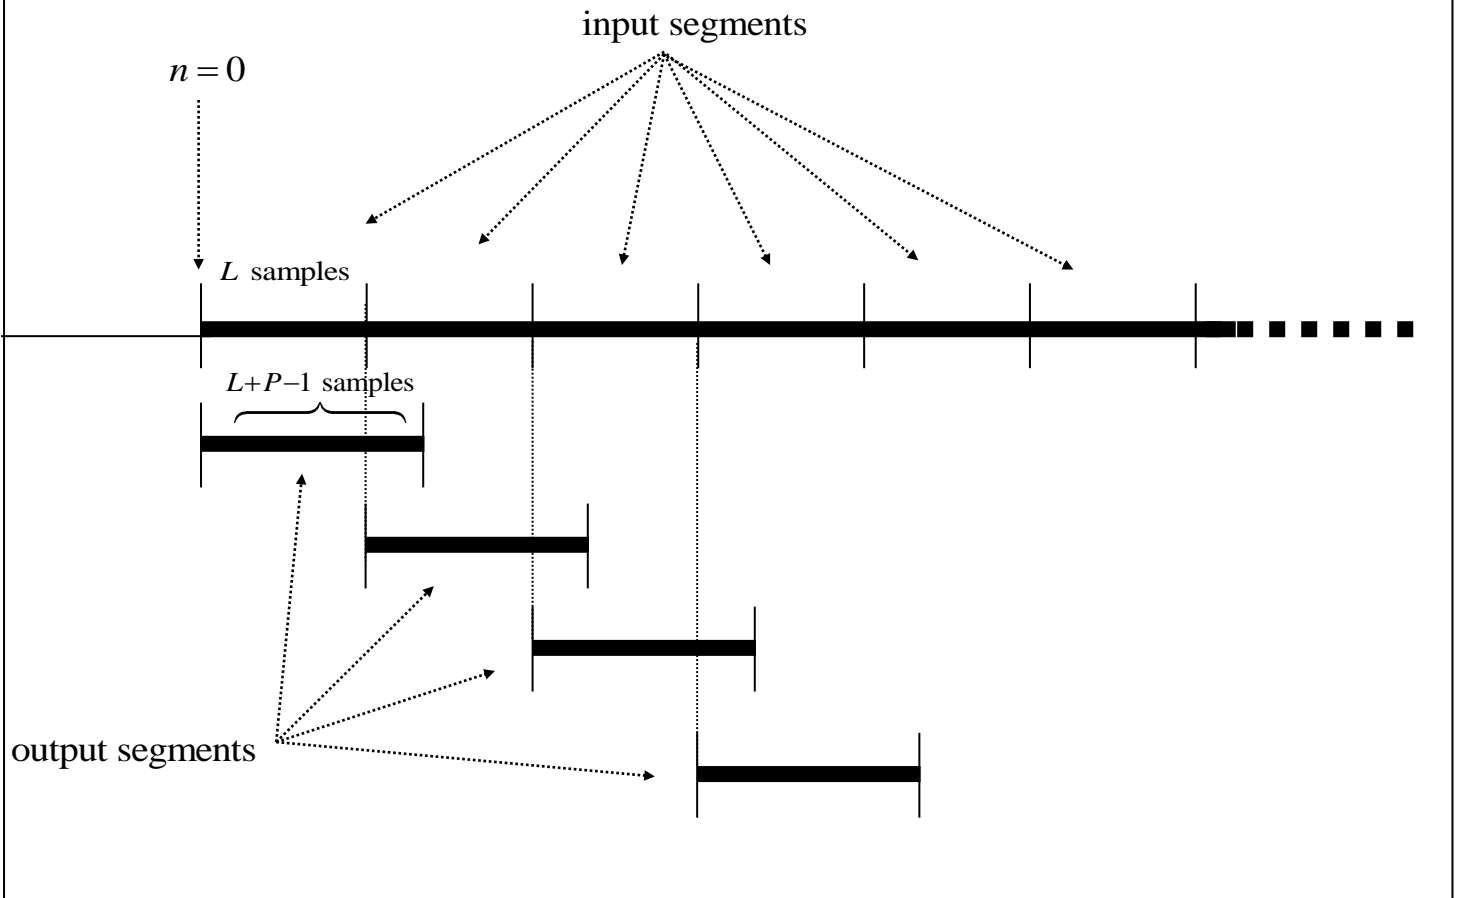 input segments
n = 0
L samples
L+P−1 samples
output segments